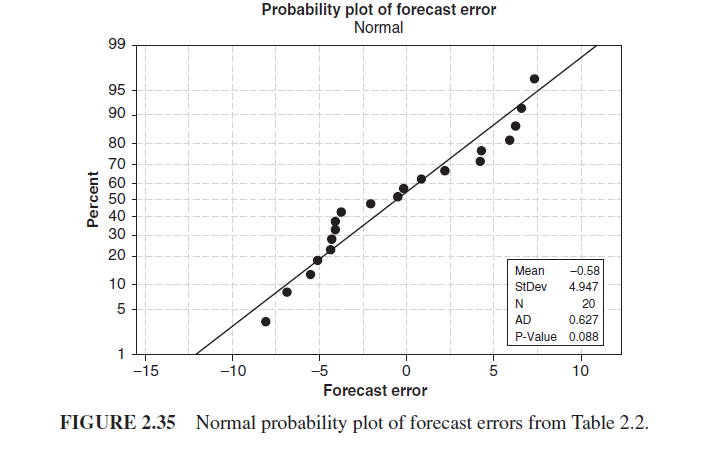 Probability plot of forecast error
Normal
99
95
90
80
70
60
50
40
30
20
10
5
1
Percent
Mean –0.58
StDev 4.947
N 20
AD 0.627
P-Value 0.088
–15 –10 –5 0 5 10
Forecast error
FIGURE 2.35 Normal probability plot of forecast errors from Table 2.2.